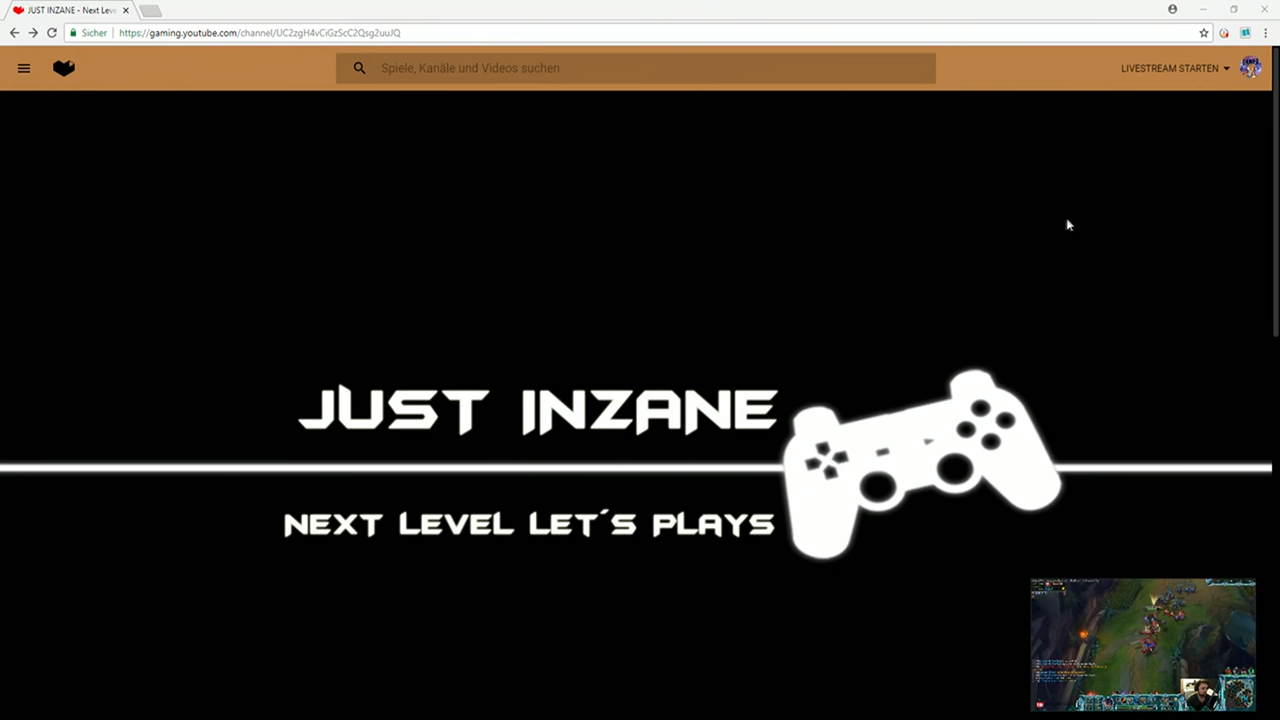 JUST INZANE - Next Leve
Sicher
https://gaming.youtube.com/channel/UC2zgH4vCiGzScC2Qsg2uuJQ
Spiele, Kanäle und Videos suchen
LIVESTREAM STARTEN
JUST INZANE
NEXT LEVEL LET´S PLAYS